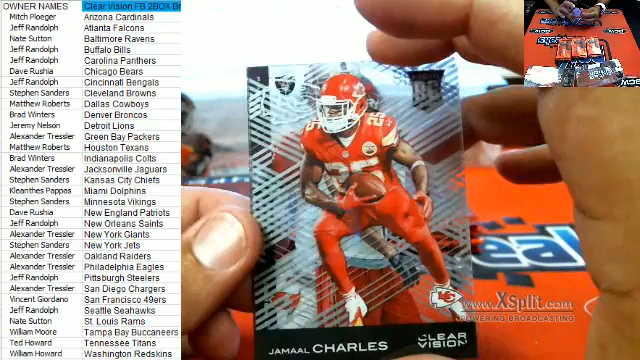 OWNER NAMES Clear Vision FB 2BOX Br
Mitch Ploeger Arizona Cardinals
Jeff Randolph Atlanta Falcons
Nate Sutton Baltimore Ravens
Jeff Randolph Buffalo Bills
Jeff Randolph Carolina Panthers
Dave Rushia Chicago Bears
Jeff Randolph Cincinnati Bengals
Stephen Sanders Cleveland Browns
Matthew Roberts Dallas Cowboys
Brad Winters Denver Broncos
Jeremy Nelson Detroit Lions
Alexander Tressler Green Bay Packers
Matthew Roberts Houston Texans
Brad Winters Indianapolis Colts
Alexander Tressler Jacksonville Jaguars
Stephen Sanders Kansas City Chiefs
Kleanthes Pappas Miami Dolphins
Stephen Sanders Minnesota Vikings
Dave Rushia New England Patriots
Jeff Randolph New Orleans Saints
Alexander Tressler New York Giants
Stephen Sanders New York Jets
Alexander Tressler Oakland Raiders
Alexander Tressler Philadelphia Eagles
Jeff Randolph Pittsburgh Steelers
Alexander Tressler San Diego Chargers
Vincent Giordano San Francisco 49ers
Jeff Randolph Seattle Seahawks
Nate Sutton St. Louis Rams
William Moore Tampa Bay Buccaneers
Ted Howard Tennessee Titans
William Howard Washington Redskins
25
JAMAAL CHARLES
CLEAR VISION
www.XSplit.com
POWERING BROADCASTING